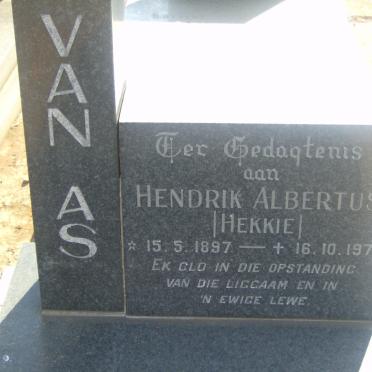 VAN AS
Ter Gedagtenis
aan
HENDRIK ALBERTUS
|HEKKIE|
☆ 15.5.1897 — ✝ 16.10.197
EK GLO IN DIE OPSTANDING
VAN DIE LIGGAAM EN IN
'N EWIGE LEWE.